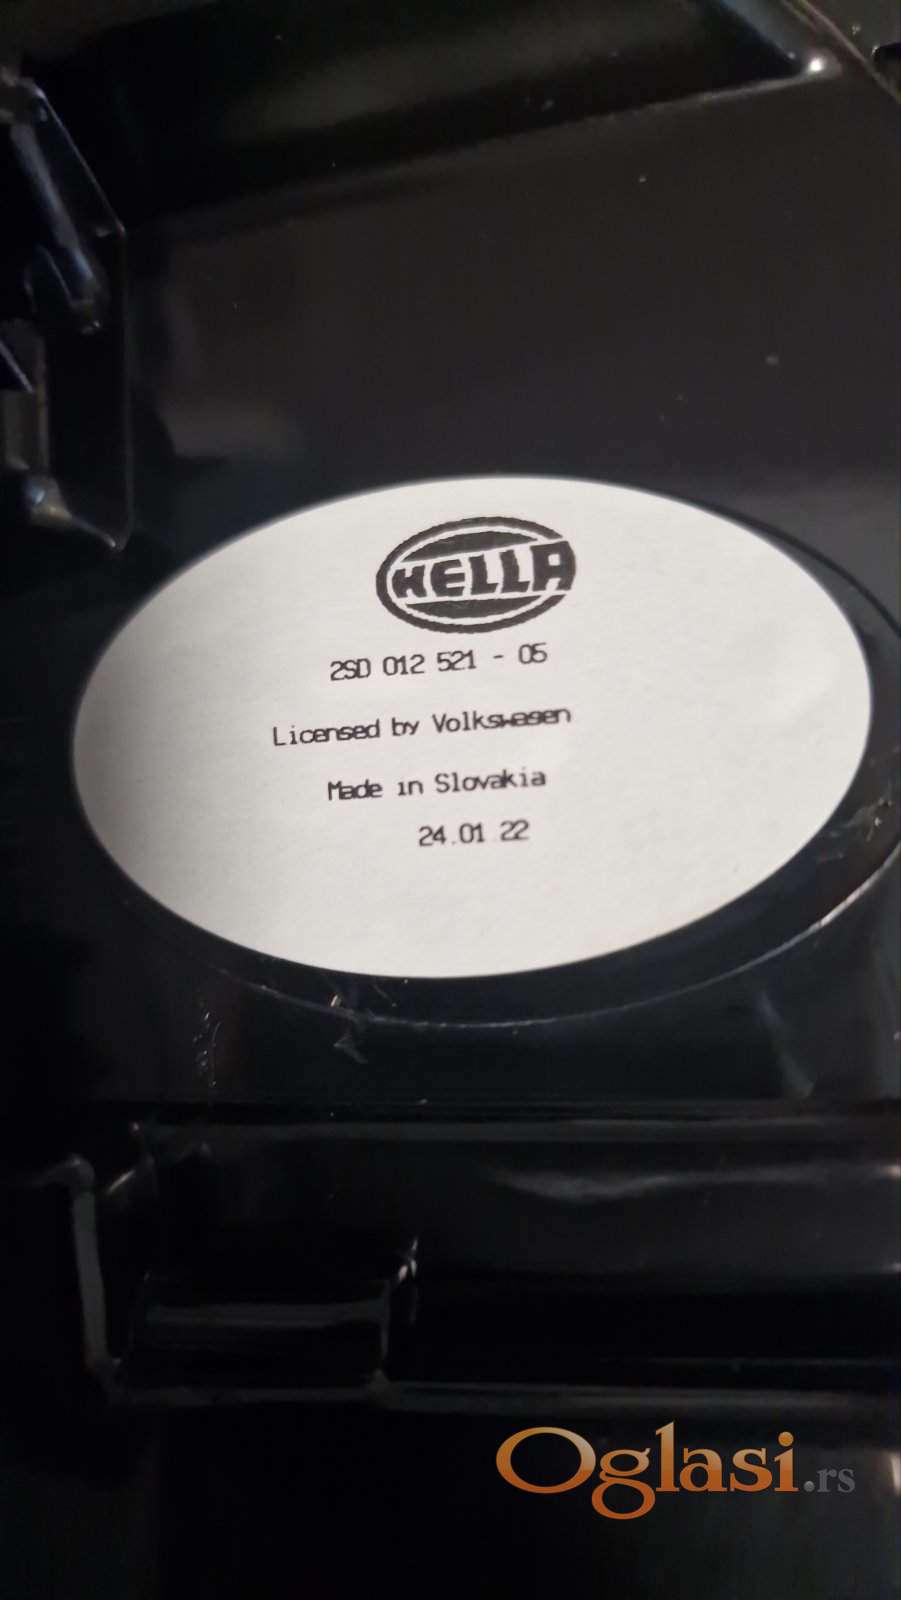 HELLA
2SD 012 521 - 05
Licensed by Volkswagen
Made in Slovakia
24.01.22
Oglasi.rs